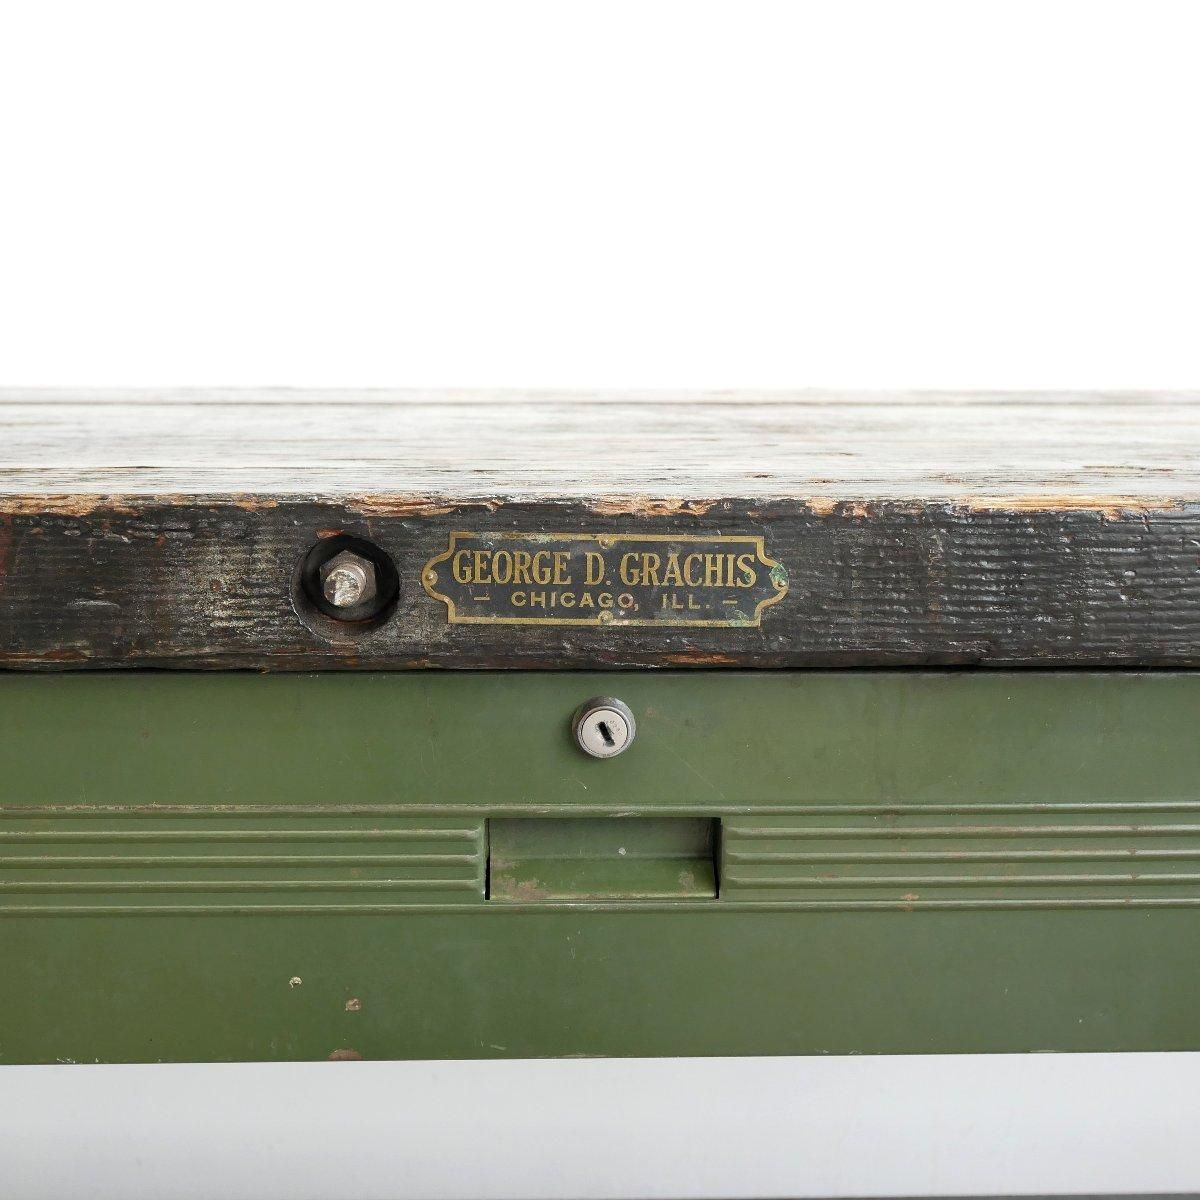 GEORGE D. GRACHIS
– CHICAGO, ILL. –